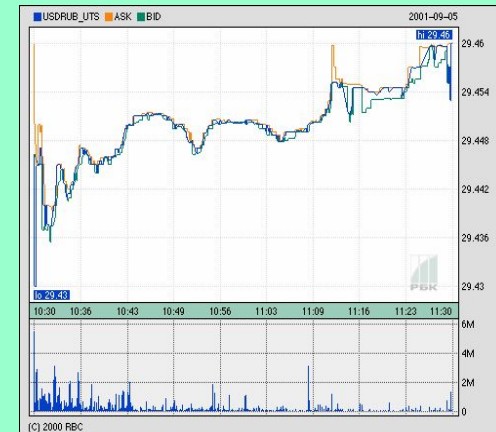 USDRUB_UTS ASK BID 2001-09-05
hi 29.46
29.46
29.454
29.448
29.442
29.436
29.43
РБК
lo 29.43
10:30 10:36 10:43 10:49 10:56 11:03 11:09 11:16 11:23 11:30
6M
4M
2M
0
(C) 2000 RBC